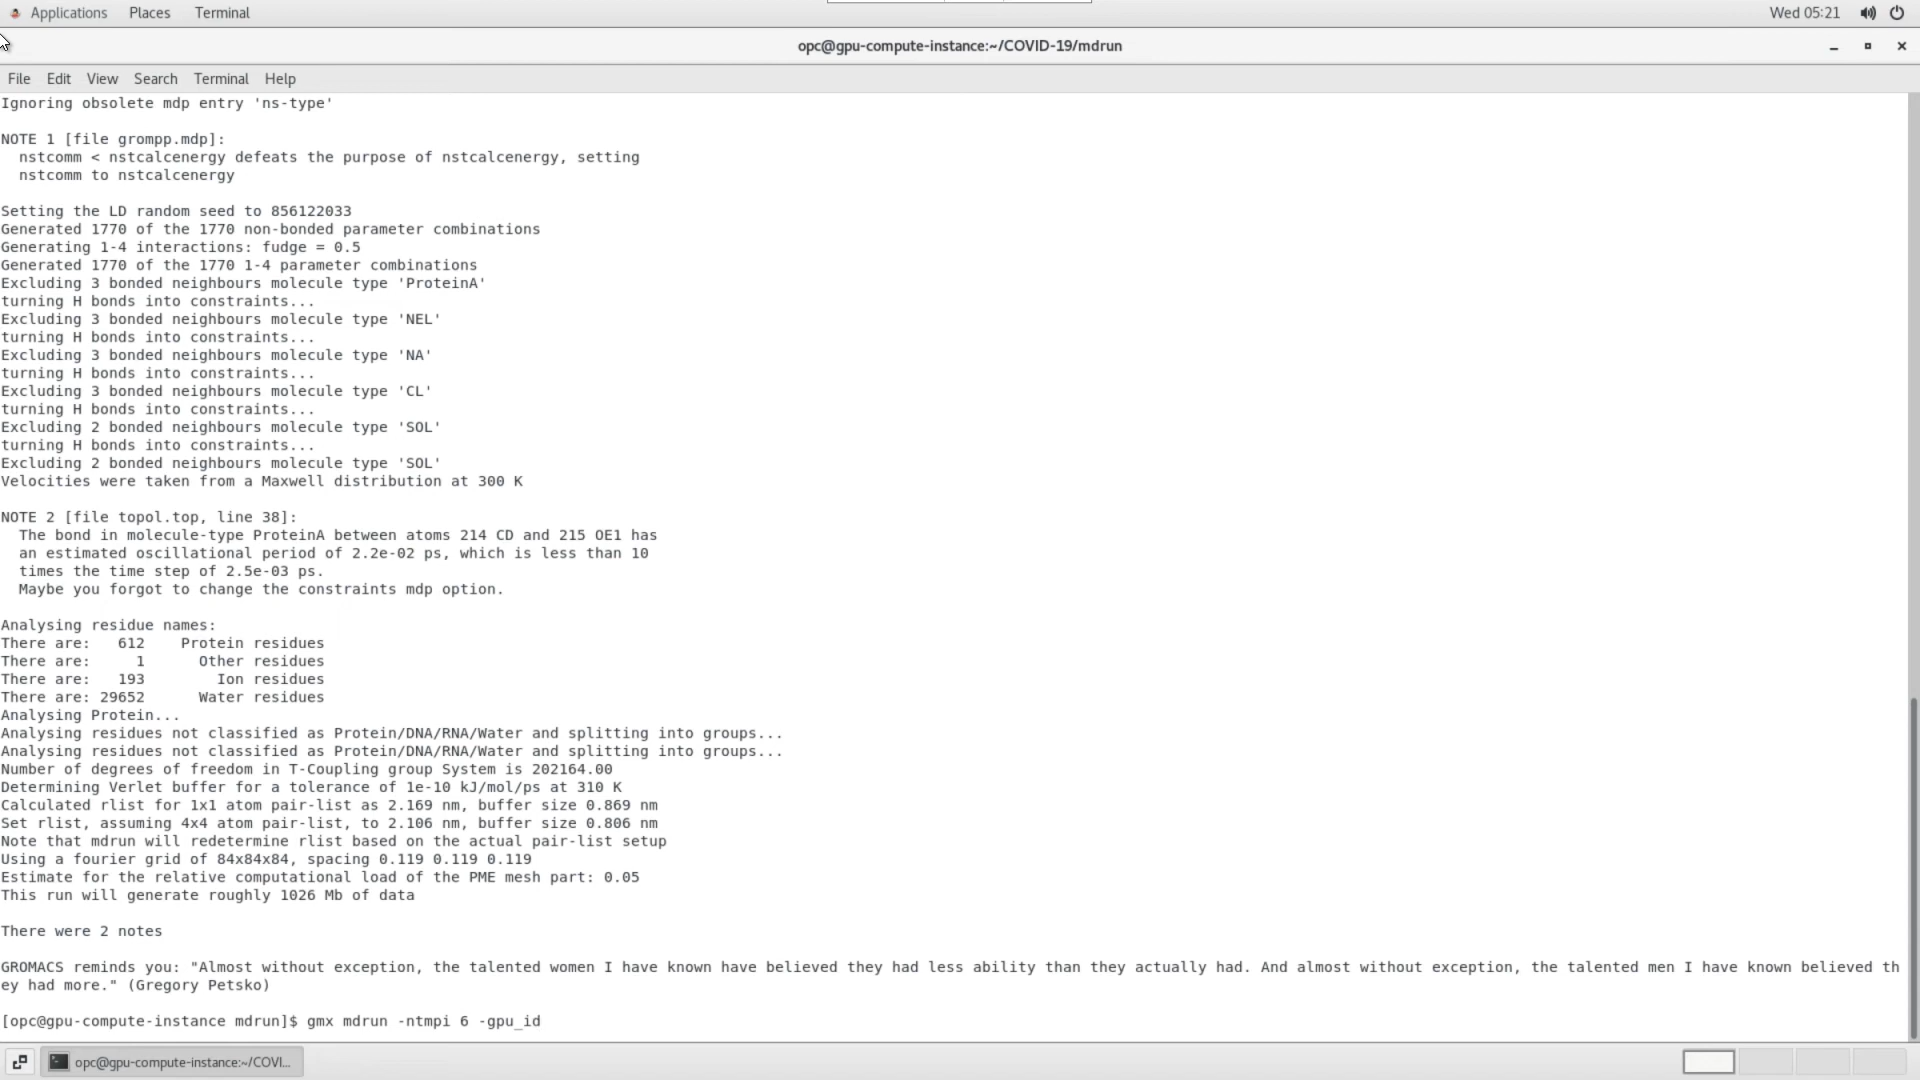 Applications Places Terminal Wed 05:21
opc@gpu-compute-instance:~/COVID-19/mdrun
File Edit View Search Terminal Help
Ignoring obsolete mdp entry 'ns-type'
NOTE 1 [file grompp.mdp]:
nstcomm < nstcalcenergy defeats the purpose of nstcalcenergy, setting
nstcomm to nstcalcenergy
Setting the LD random seed to 856122033
Generated 1770 of the 1770 non-bonded parameter combinations
Generating 1-4 interactions: fudge = 0.5
Generated 1770 of the 1770 1-4 parameter combinations
Excluding 3 bonded neighbours molecule type 'ProteinA'
turning H bonds into constraints...
Excluding 3 bonded neighbours molecule type 'NEL'
turning H bonds into constraints...
Excluding 3 bonded neighbours molecule type 'NA'
turning H bonds into constraints...
Excluding 3 bonded neighbours molecule type 'CL'
turning H bonds into constraints...
Excluding 2 bonded neighbours molecule type 'SOL'
turning H bonds into constraints...
Excluding 2 bonded neighbours molecule type 'SOL'
Velocities were taken from a Maxwell distribution at 300 K
NOTE 2 [file topol.top, line 38]:
The bond in molecule-type ProteinA between atoms 214 CD and 215 OE1 has
an estimated oscillational period of 2.2e-02 ps, which is less than 10
times the time step of 2.5e-03 ps.
Maybe you forgot to change the constraints mdp option.
Analysing residue names:
There are: 612 Protein residues
There are: 1 Other residues
There are: 193 Ion residues
There are: 29652 Water residues
Analysing Protein...
Analysing residues not classified as Protein/DNA/RNA/Water and splitting into groups...
Analysing residues not classified as Protein/DNA/RNA/Water and splitting into groups...
Number of degrees of freedom in T-Coupling group System is 202164.00
Determining Verlet buffer for a tolerance of 1e-10 kJ/mol/ps at 310 K
Calculated rlist for 1x1 atom pair-list as 2.169 nm, buffer size 0.869 nm
Set rlist, assuming 4x4 atom pair-list, to 2.106 nm, buffer size 0.806 nm
Note that mdrun will redetermine rlist based on the actual pair-list setup
Using a fourier grid of 84x84x84, spacing 0.119 0.119 0.119
Estimate for the relative computational load of the PME mesh part: 0.05
This run will generate roughly 1026 Mb of data
There were 2 notes
GROMACS reminds you: "Almost without exception, the talented women I have known have believed they had less ability than they actually had. And almost without exception, the talented men I have known believed th
ey had more." (Gregory Petsko)
[opc@gpu-compute-instance mdrun]$ gmx mdrun -ntmpi 6 -gpu_id
opc@gpu-compute-instance:~/COVI...